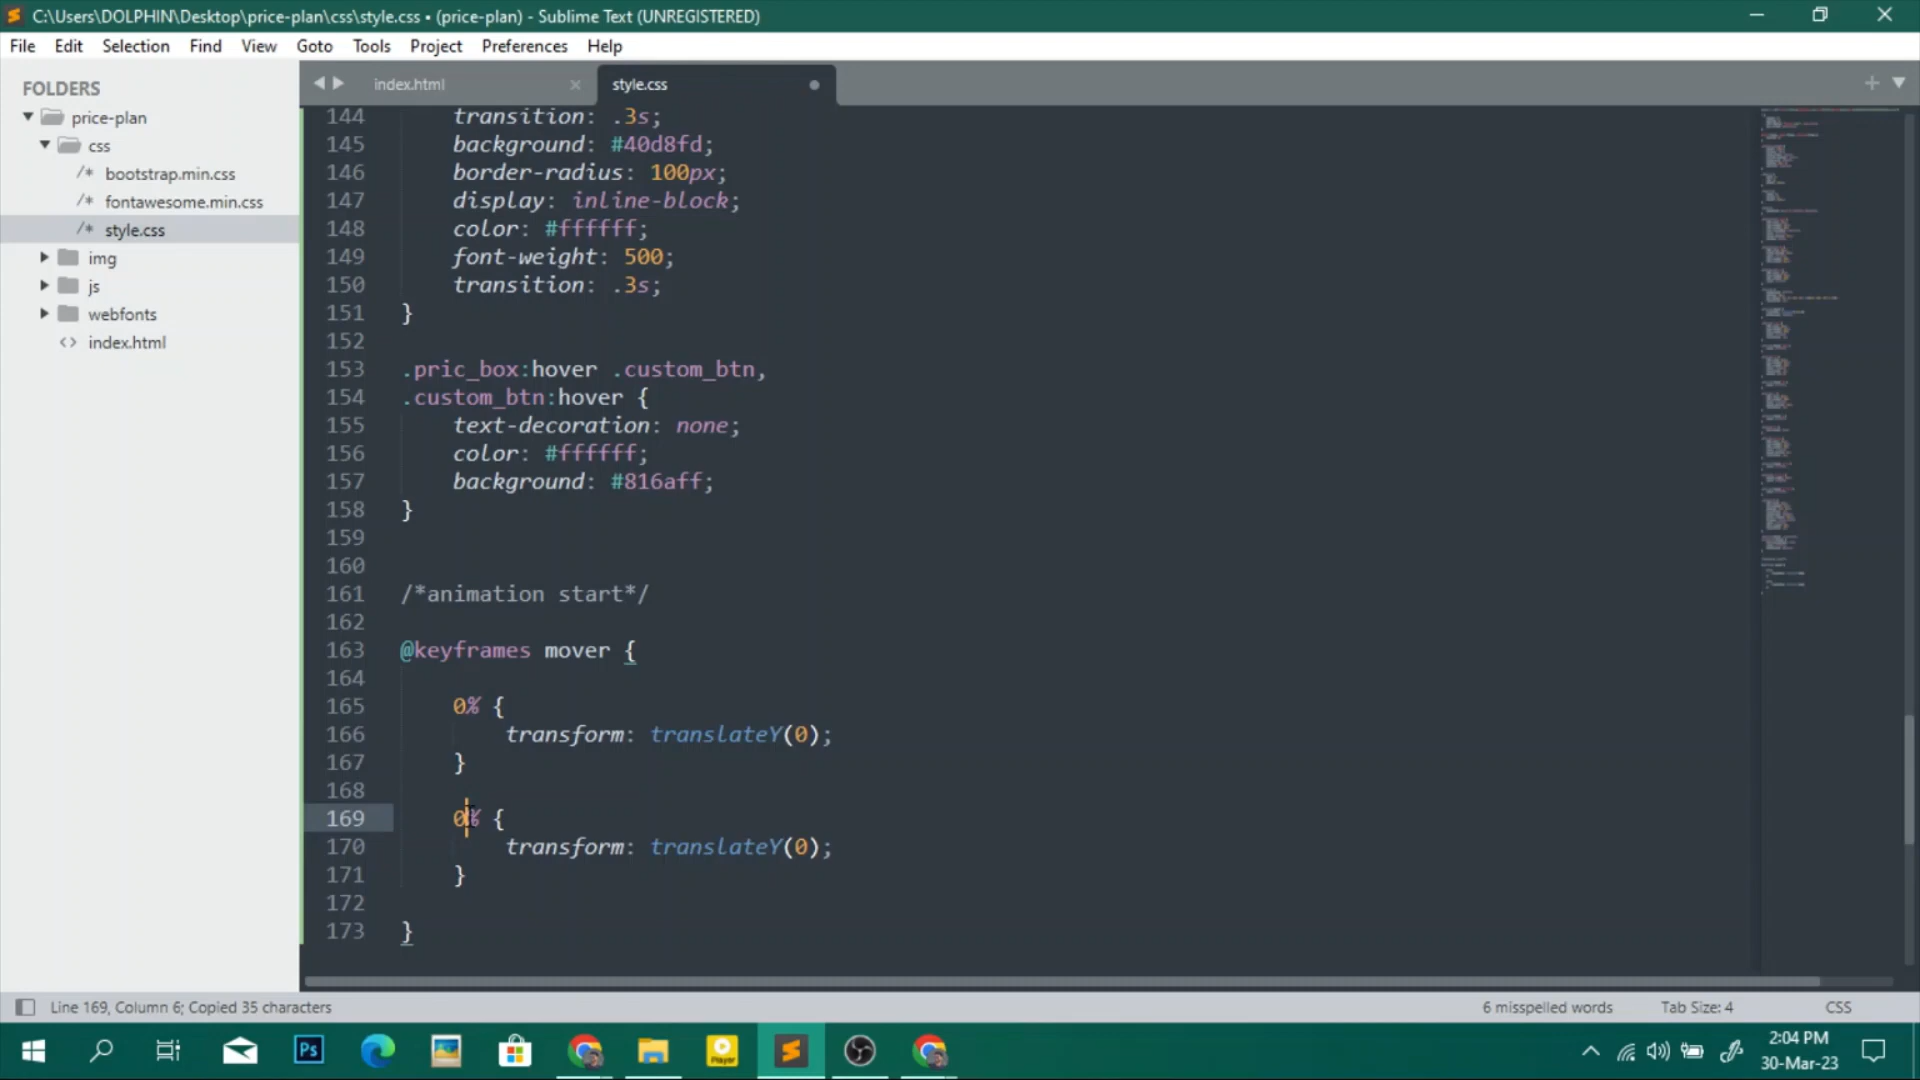 C:\Users\DOLPHIN\Desktop\price-plan\css\style.css • (price-plan) - Sublime Text (UNREGISTERED)
File Edit Selection Find View Goto Tools Project Preferences Help
FOLDERS
price-plan
css
/* bootstrap.min.css
/* fontawesome.min.css
/* style.css
img
js
webfonts
<> index.html
index.html
style.css
144 transition: .3s;
145 background: #40d8fd;
146 border-radius: 100px;
147 display: inline-block;
148 color: #ffffff;
149 font-weight: 500;
150 transition: .3s;
151 }
152
153 .pric_box:hover .custom_btn,
154 .custom_btn:hover {
155 text-decoration: none;
156 color: #ffffff;
157 background: #816aff;
158 }
159
160
161 /*animation start*/
162
163 @keyframes mover {
164
165 0% {
166 transform: translateY(0);
167 }
168
169 0% {
170 transform: translateY(0);
171 }
172
173 }
Line 169, Column 6; Copied 35 characters
6 misspelled words
Tab Size: 4
CSS
Ps
Player
2:04 PM
30-Mar-23